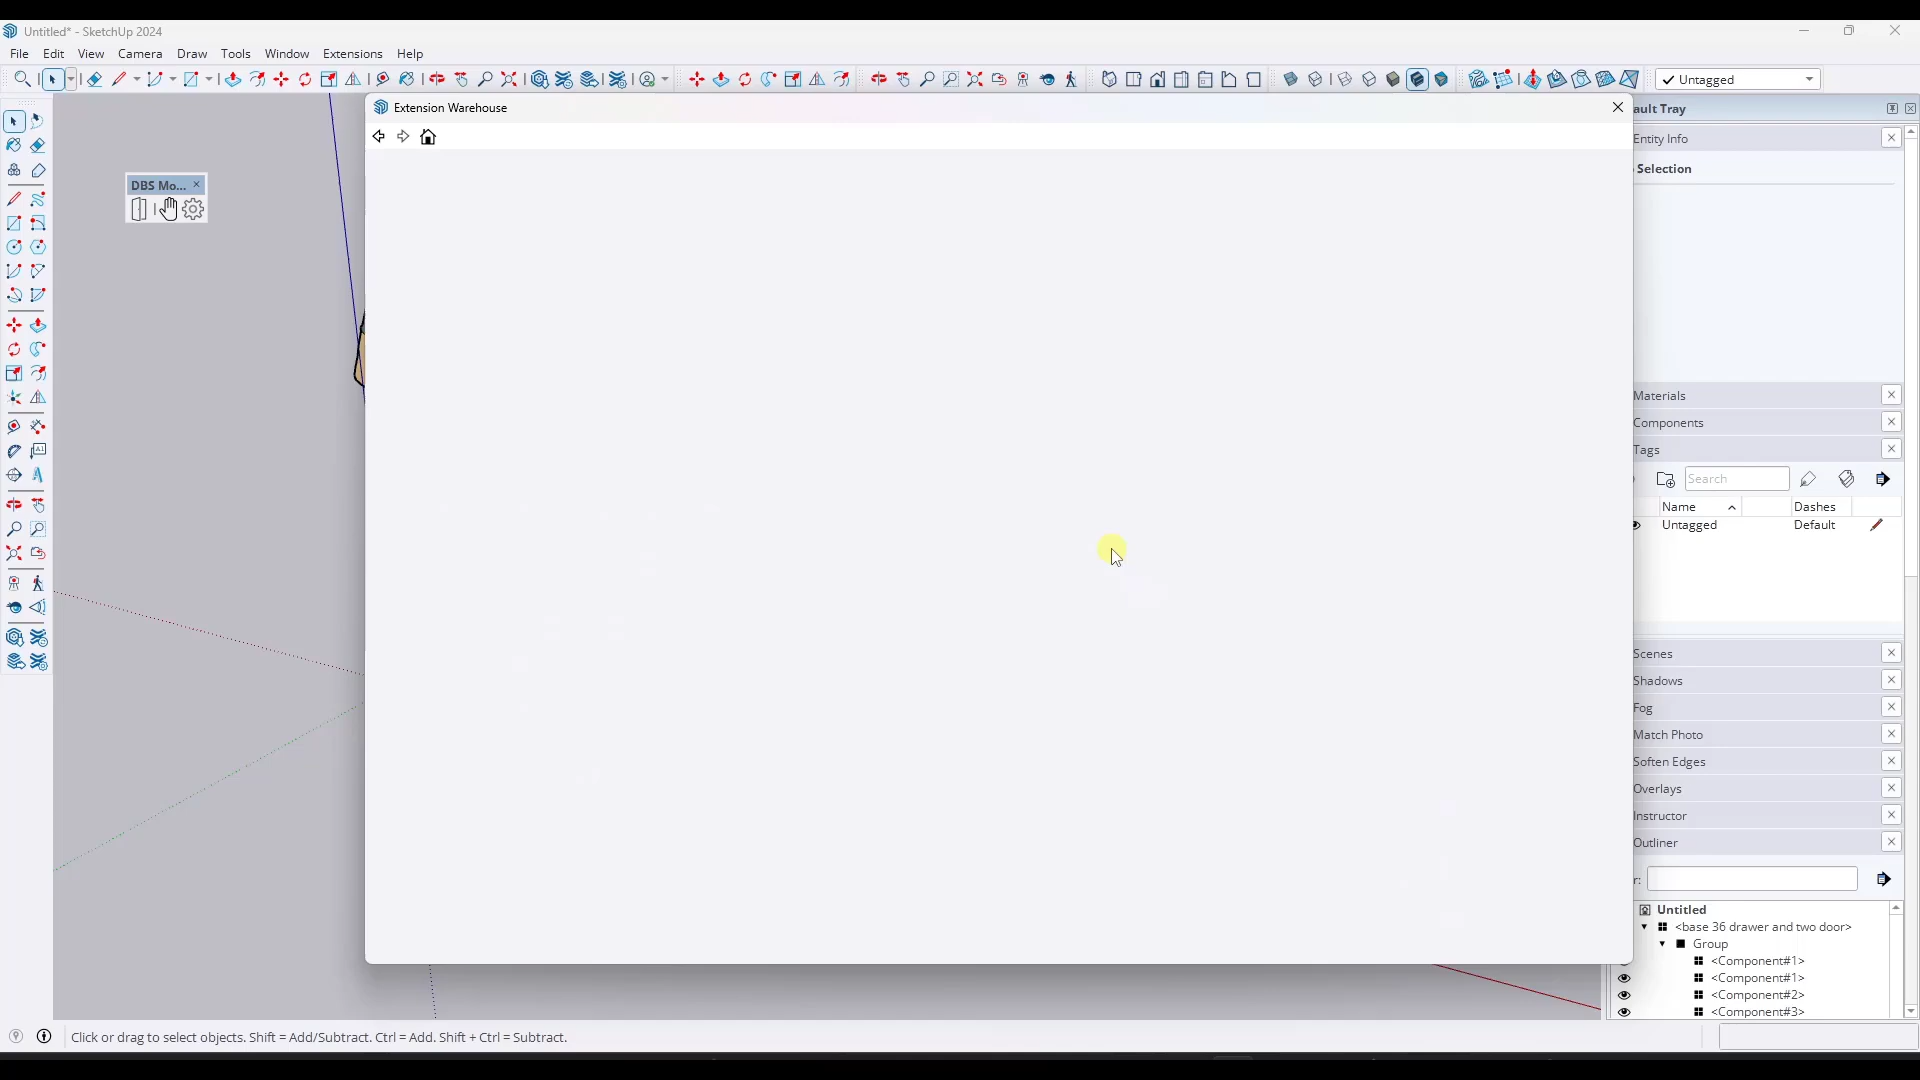 Untitled* - SketchUp 2024
File Edit View Camera Draw Tools Window Extensions Help
Untagged
Extension Warehouse
DBS Mo...
ault Tray
Entity Info
Selection
Materials
Components
Tags
Search
Name Dashes
Untagged Default
Scenes
Shadows
Fog
Match Photo
Soften Edges
Overlays
Instructor
Outliner
r:
Untitled
<base 36 drawer and two door>
Group
<Component#1>
<Component#1>
<Component#2>
<Component#3>
Click or drag to select objects. Shift = Add/Subtract. Ctrl = Add. Shift + Ctrl = Subtract.